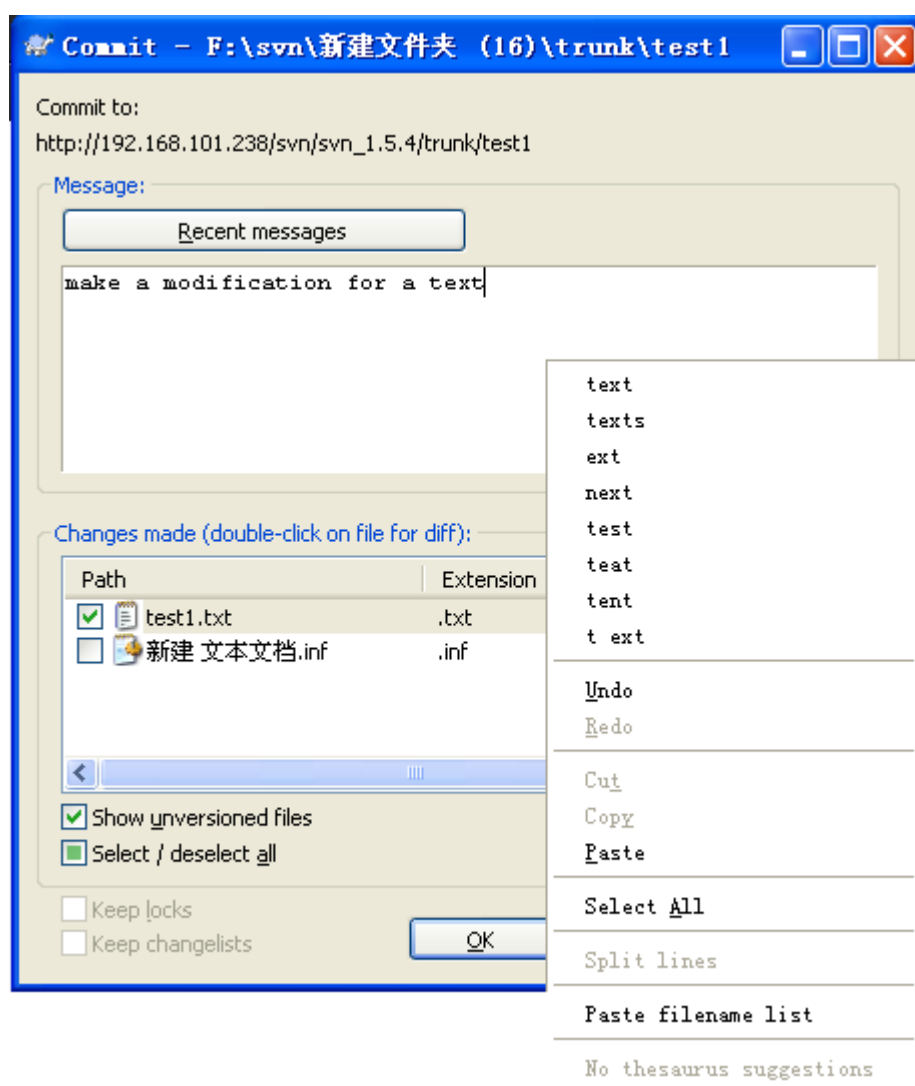 Commit - F:\svn\新建文件夹 (16)\trunk\test1
Commit to:
http://192.168.101.238/svn/svn_1.5.4/trunk/test1
Message:
Recent messages
make a modification for a text
text
texts
ext
next
test
teat
tent
t ext
Undo
Redo
Cut
Copy
Paste
Select All
Split lines
Paste filename list
No thesaurus suggestions
Changes made (double-click on file for diff):
Path Extension
test1.txt .txt
新建 文本文档.inf .inf
Show unversioned files
Select / deselect all
Keep locks
Keep changelists
OK